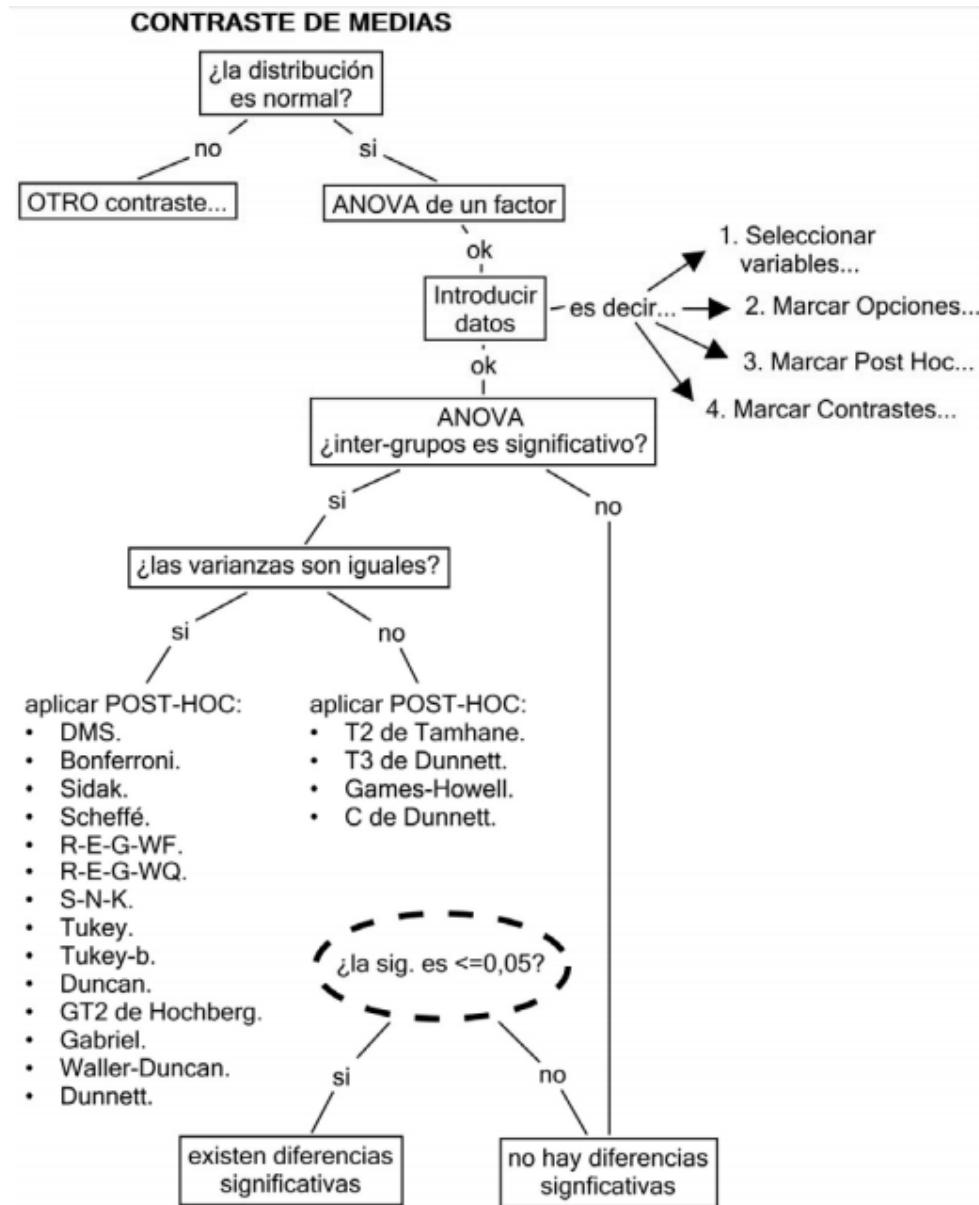 CONTRASTE DE MEDIAS
¿la distribución
es normal?
no
si
OTRO contraste...
ANOVA de un factor
ok
Introducir
datos
es decir...
1. Seleccionar
variables...
2. Marcar Opciones...
3. Marcar Post Hoc...
4. Marcar Contrastes...
ok
ANOVA
¿inter-grupos es significativo?
si
no
¿las varianzas son iguales?
si
no
aplicar POST-HOC:
• DMS.
• Bonferroni.
• Sidak.
• Scheffé.
• R-E-G-WF.
• R-E-G-WQ.
• S-N-K.
• Tukey.
• Tukey-b.
• Duncan.
• GT2 de Hochberg.
• Gabriel.
• Waller-Duncan.
• Dunnett.
aplicar POST-HOC:
• T2 de Tamhane.
• T3 de Dunnett.
• Games-Howell.
• C de Dunnett.
¿la sig. es <=0,05?
si
no
existen diferencias
significativas
no hay diferencias
signficativas